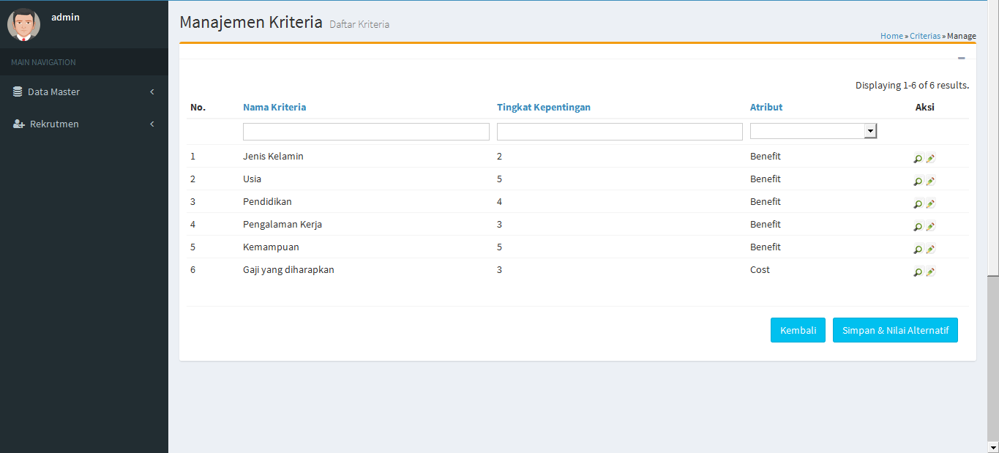 admin
MAIN NAVIGATION
Data Master
Rekrutmen
Manajemen Kriteria Daftar Kriteria
Home » Criterias » Manage
Displaying 1-6 of 6 results.
No. Nama Kriteria Tingkat Kepentingan Atribut Aksi
1 Jenis Kelamin 2 Benefit
2 Usia 5 Benefit
3 Pendidikan 4 Benefit
4 Pengalaman Kerja 3 Benefit
5 Kemampuan 5 Benefit
6 Gaji yang diharapkan 3 Cost
Kembali Simpan & Nilai Alternatif